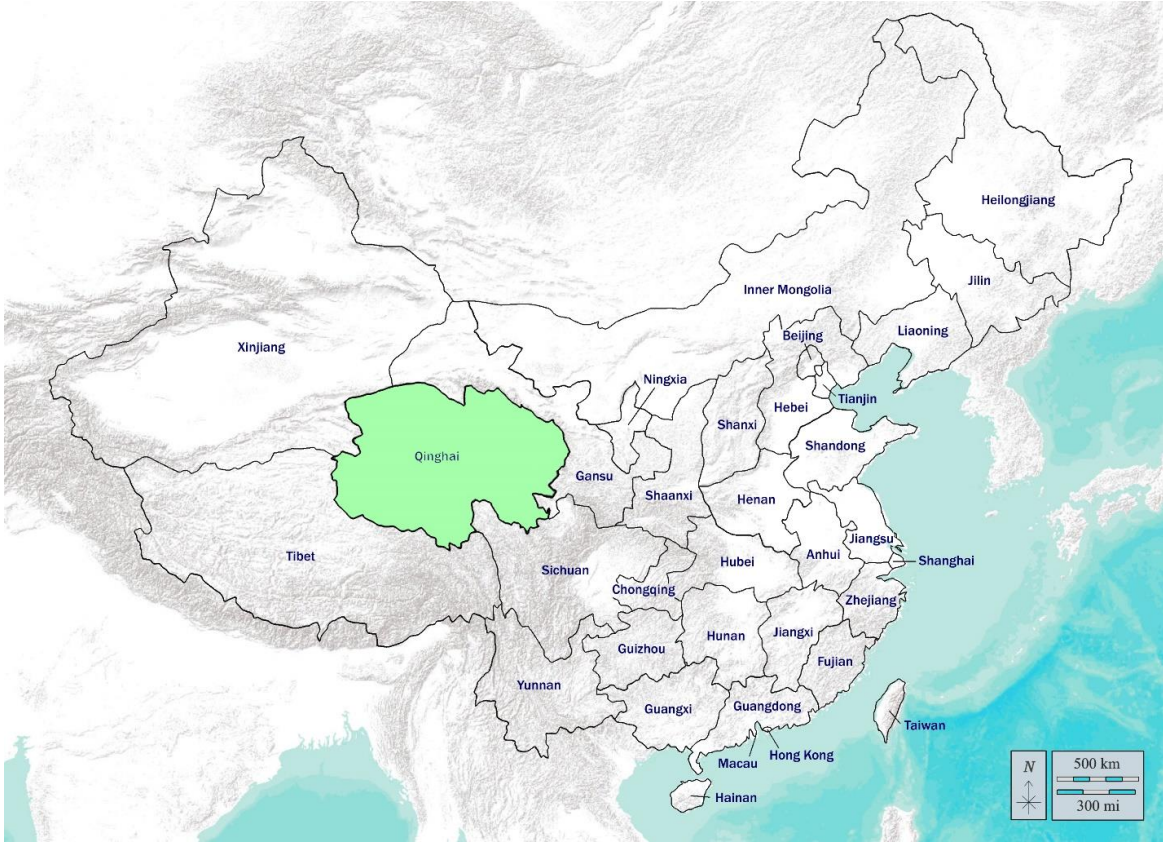 Heilongjiang
Jilin
Inner Mongolia
Liaoning
Beijing
Xinjiang
Ningxia
Tianjin
Hebei
Shanxi
Shandong
Qinghai
Gansu
Shaanxi
Henan
Jiangsu
Anhui
Shanghai
Tibet
Hubei
Sichuan
Chongqing
Zhejiang
Jiangxi
Hunan
Guizhou
Fujian
Yunnan
Guangxi
Guangdong
Taiwan
Hong Kong
Macau
Hainan
N
500 km
300 mi